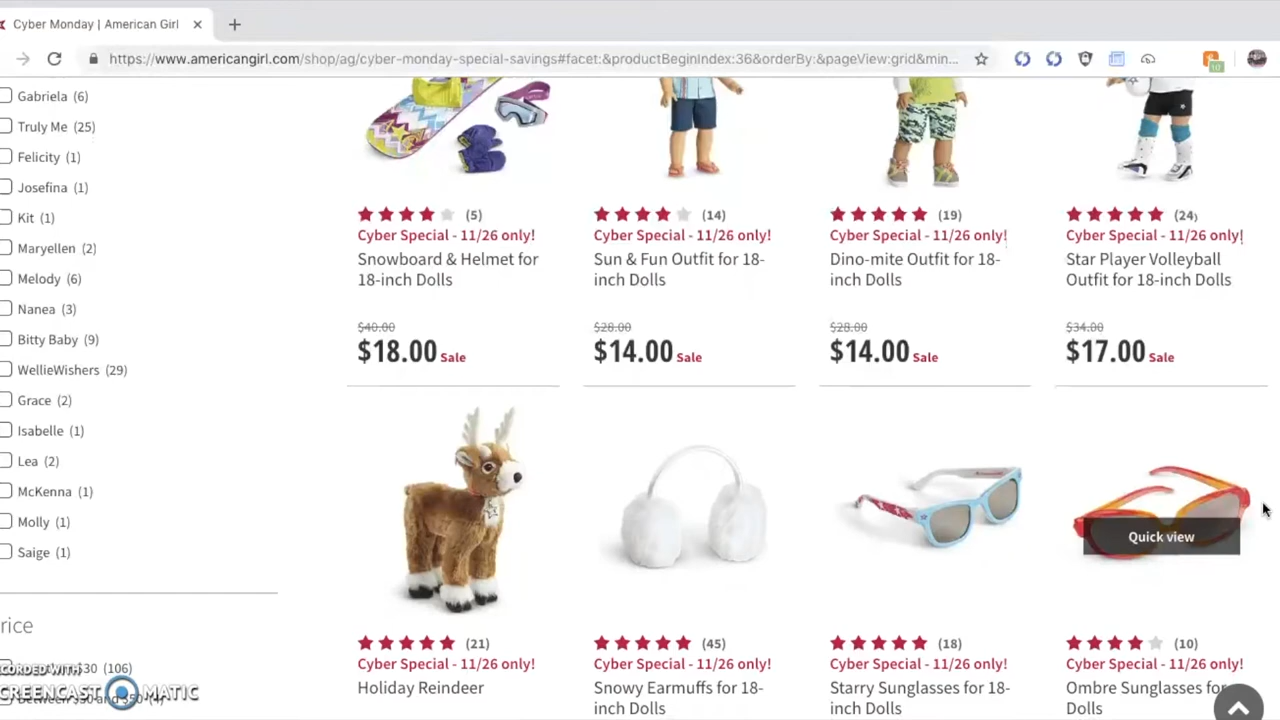 Cyber Monday | American Girl
https://www.americangirl.com/shop/ag/cyber-monday-special-savings#facet:&productBeginIndex:36&orderBy:&pageView:grid&min...
10
Gabriela (6)
Truly Me (25)
Felicity (1)
Josefina (1)
Kit (1)
Maryellen (2)
Melody (6)
Nanea (3)
Bitty Baby (9)
WellieWishers (29)
Grace (2)
Isabelle (1)
Lea (2)
McKenna (1)
Molly (1)
Saige (1)
rice
$30 (106)
Between $30 and $50 (4)
CORDED WITH
SCREENCAST MATIC
(5)
Cyber Special - 11/26 only!
Snowboard & Helmet for
18-inch Dolls
$40.00
$18.00 Sale
(14)
Cyber Special - 11/26 only!
Sun & Fun Outfit for 18-
inch Dolls
$28.00
$14.00 Sale
(19)
Cyber Special - 11/26 only!
Dino-mite Outfit for 18-
inch Dolls
$28.00
$14.00 Sale
(24)
Cyber Special - 11/26 only!
Star Player Volleyball
Outfit for 18-inch Dolls
$34.00
$17.00 Sale
(21)
Cyber Special - 11/26 only!
Holiday Reindeer
(45)
Cyber Special - 11/26 only!
Snowy Earmuffs for 18-
inch Dolls
(18)
Cyber Special - 11/26 only!
Starry Sunglasses for 18-
inch Dolls
Quick view
(10)
Cyber Special - 11/26 only!
Ombre Sunglasses for
Dolls